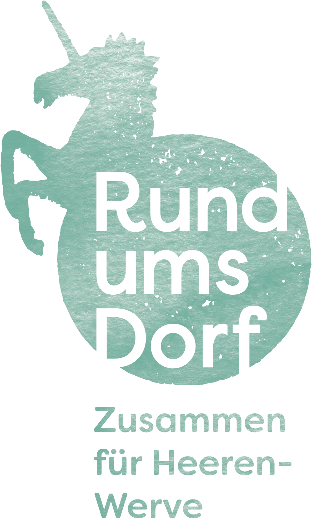 Rund
ums
Dorf
Zusammen
für Heeren-
Werve